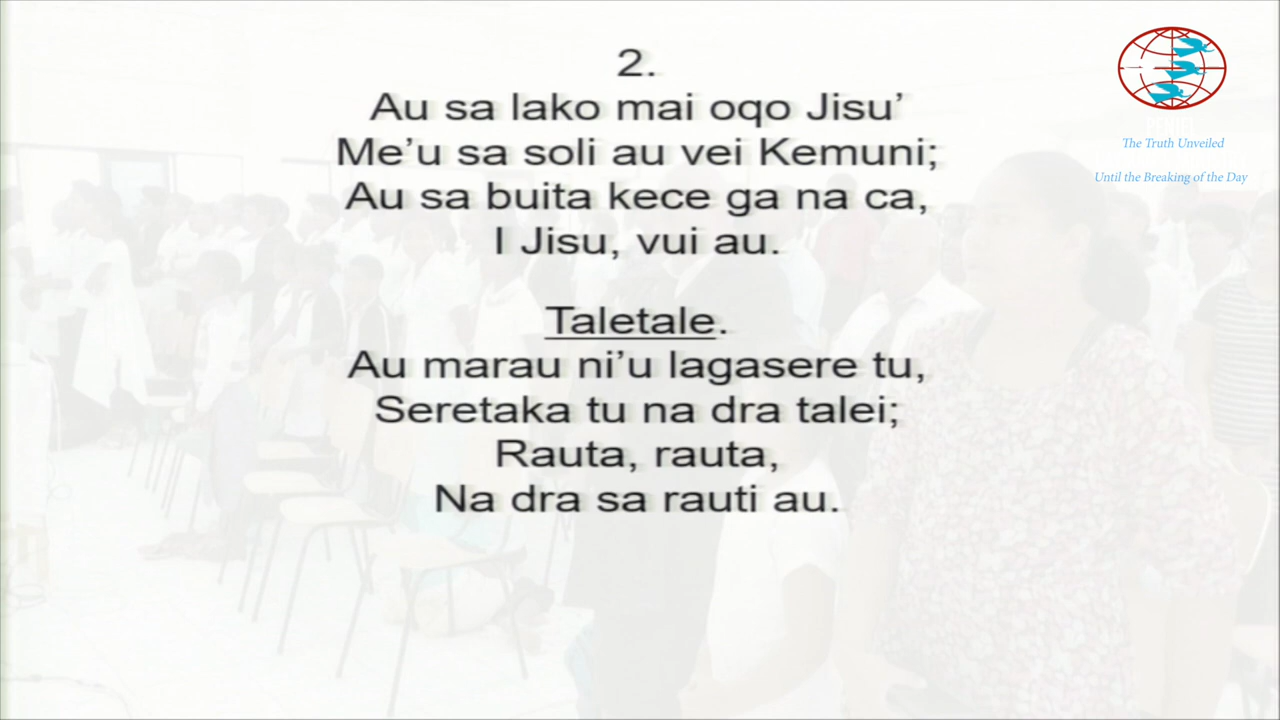 2.
Au sa lako mai oqo Jisu’
Me’u sa soli au vei Kemuni;
Au sa buita kece ga na ca,
I Jisu, vui au.
Taletale.
Au marau ni’u lagasere tu,
Seretaka tu na dra talei;
Rauta, rauta,
Na dra sa rauti au.
PENIEL
The Truth Unveiled
Until the Breaking of the Day